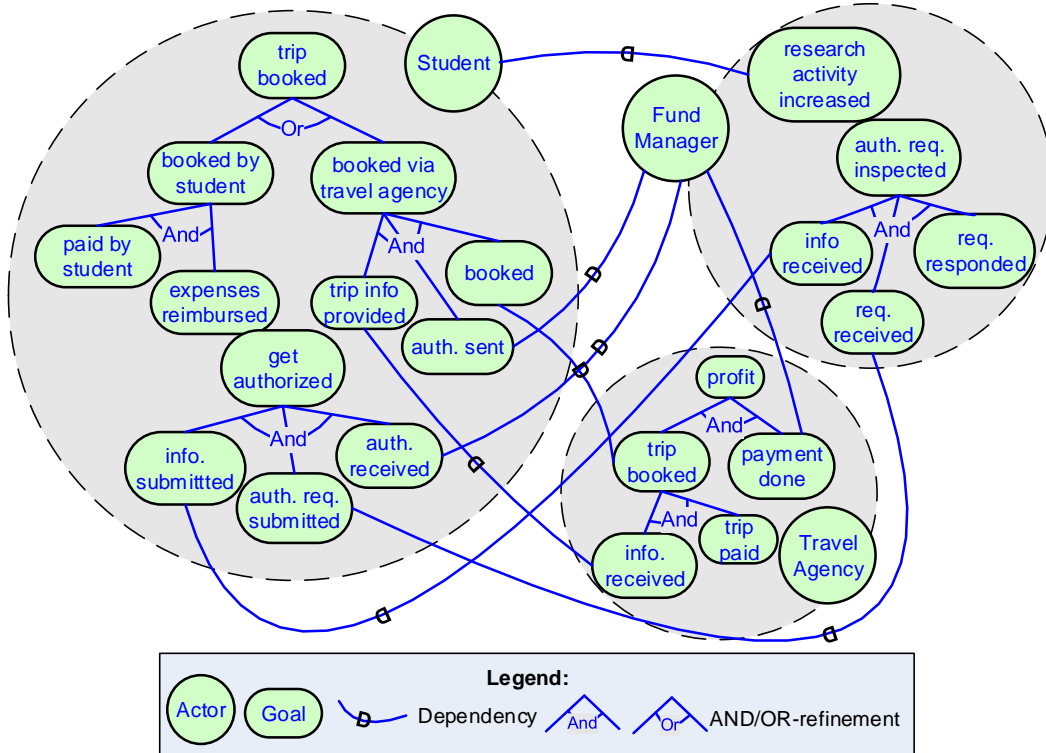 trip
booked
Student
D
research
activity
increased
Fund
Manager
Or
booked by
student
booked via
travel agency
auth. req.
inspected
And
paid by
student
And
booked
info
received
And
req.
responded
expenses
reimbursed
trip info
provided
D
D
req.
received
auth. sent
D
get
authorized
D
profit
And
And
auth.
received
trip
booked
payment
done
info.
submittted
D
auth. req.
submitted
And
trip
paid
info.
received
Travel
Agency
D
D
Legend:
Actor
Goal
D
Dependency
And
Or
AND/OR-refinement